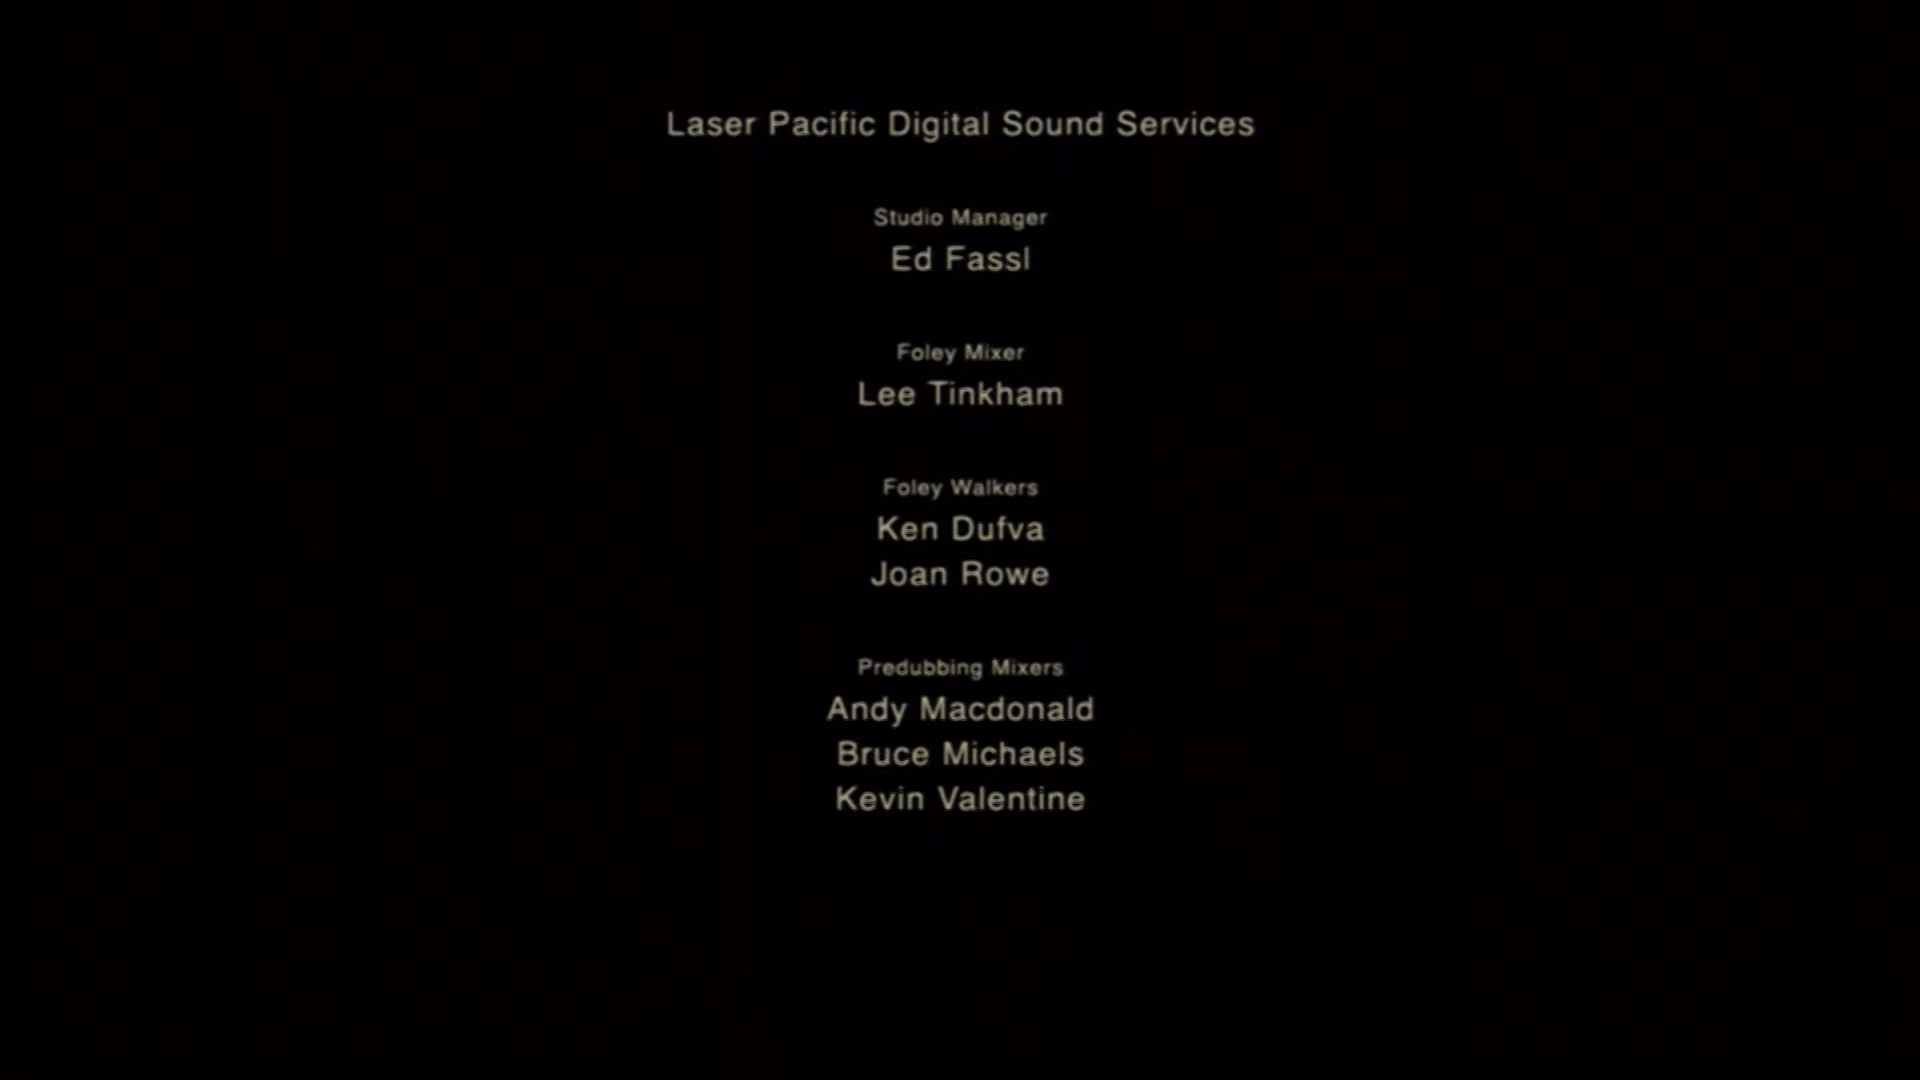 Laser Pacific Digital Sound Services
Studio Manager
Ed Fassl
Foley Mixer
Lee Tinkham
Foley Walkers
Ken Dufva
Joan Rowe
Predubbing Mixers
Andy Macdonald
Bruce Michaels
Kevin Valentine